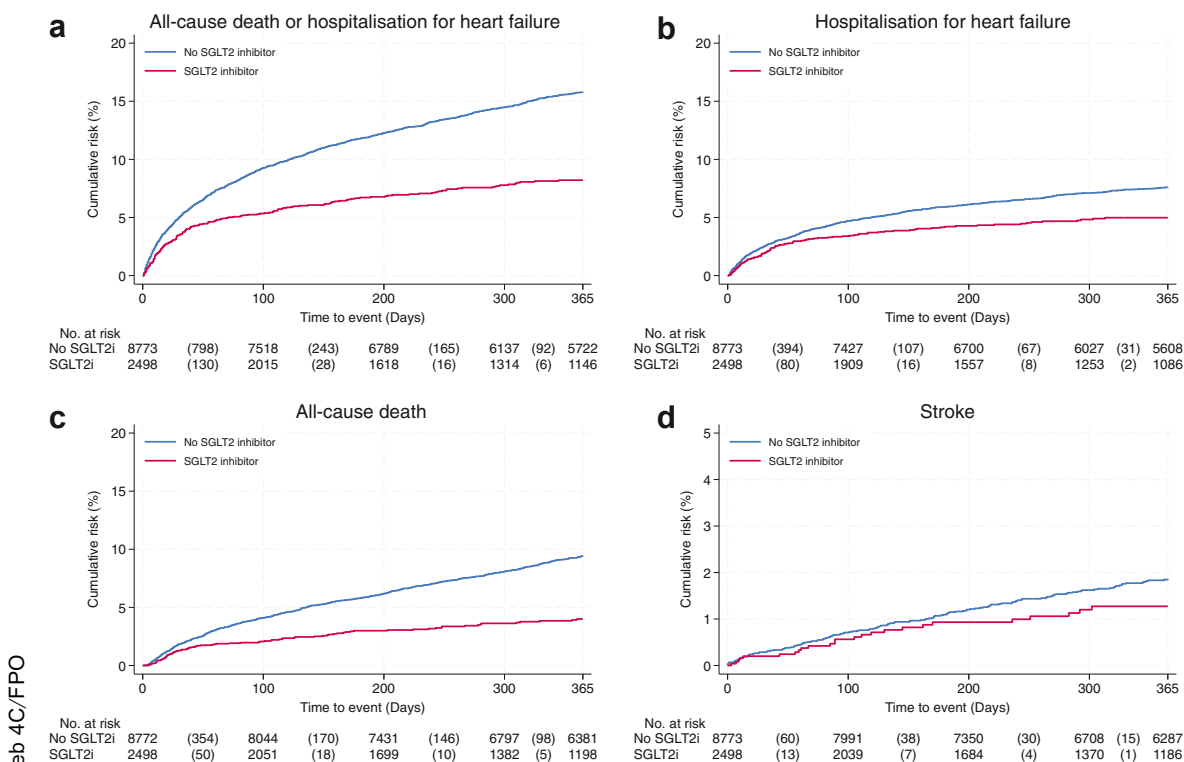 a All-cause death or hospitalisation for heart failure
20
15
10
5
0
Cumulative risk (%)
No SGLT2 inhibitor
SGLT2 inhibitor
0 100 200 300 365
Time to event (Days)
No. at risk
No SGLT2i 8773 (798) 7518 (243) 6789 (165) 6137 (92) 5722
SGLT2i 2498 (130) 2015 (28) 1618 (16) 1314 (6) 1146
b Hospitalisation for heart failure
20
15
10
5
0
Cumulative risk (%)
No SGLT2 inhibitor
SGLT2 inhibitor
0 100 200 300 365
Time to event (Days)
No. at risk
No SGLT2i 8773 (394) 7427 (107) 6700 (67) 6027 (31) 5608
SGLT2i 2498 (80) 1909 (16) 1557 (8) 1253 (2) 1086
c All-cause death
20
15
10
5
0
Cumulative risk (%)
No SGLT2 inhibitor
SGLT2 inhibitor
0 100 200 300 365
Time to event (Days)
No. at risk
No SGLT2i 8772 (354) 8044 (170) 7431 (146) 6797 (98) 6381
SGLT2i 2498 (50) 2051 (18) 1699 (10) 1382 (5) 1198
d Stroke
5
4
3
2
1
0
Cumulative risk (%)
No SGLT2 inhibitor
SGLT2 inhibitor
0 100 200 300 365
Time to event (Days)
No. at risk
No SGLT2i 8773 (60) 7991 (38) 7350 (30) 6708 (15) 6287
SGLT2i 2498 (13) 2039 (7) 1684 (4) 1370 (1) 1186
eb 4C/FPO